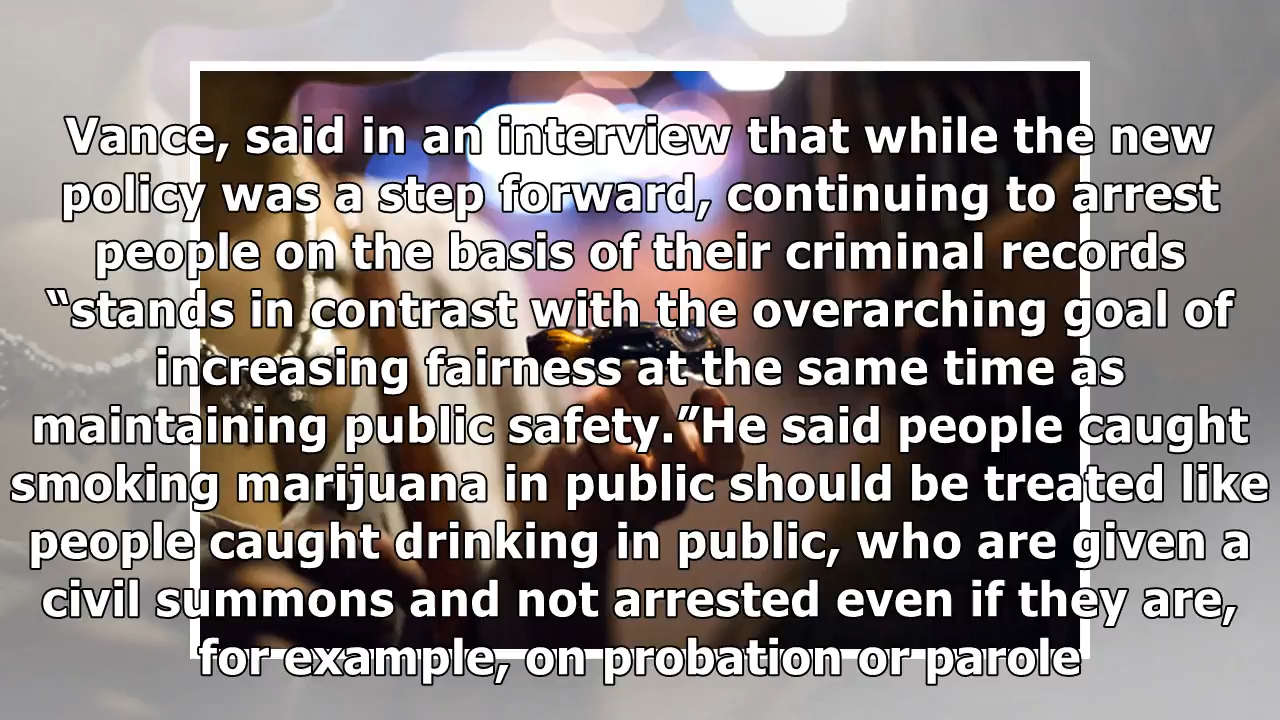 Vance, said in an interview that while the new
policy was a step forward, continuing to arrest
people on the basis of their criminal records
“stands in contrast with the overarching goal of
increasing fairness at the same time as
maintaining public safety.”He said people caught
smoking marijuana in public should be treated like
people caught drinking in public, who are given a
civil summons and not arrested even if they are,
for example, on probation or parole